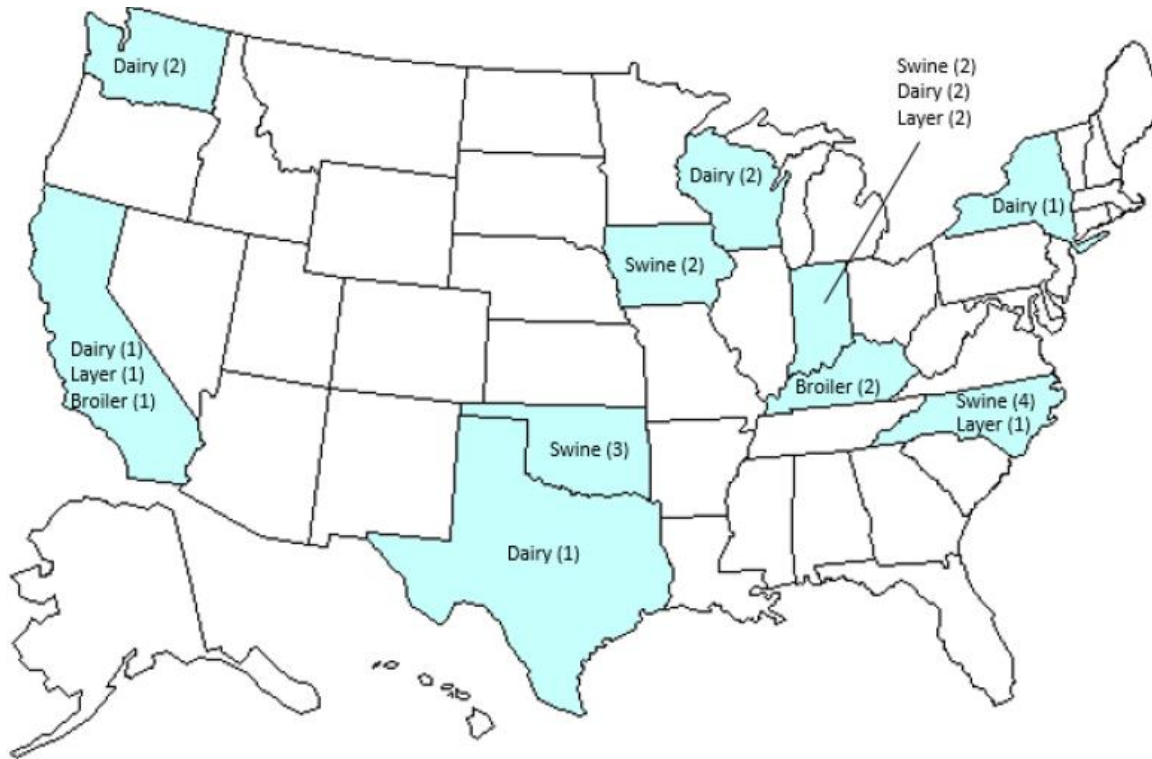 Dairy (2)
Swine (2)
Dairy (2)
Layer (2)
Dairy (2)
Dairy (1)
Swine (2)
Dairy (1)
Layer (1)
Broiler (1)
Broiler (2)
Swine (4)
Layer (1)
Swine (3)
Dairy (1)